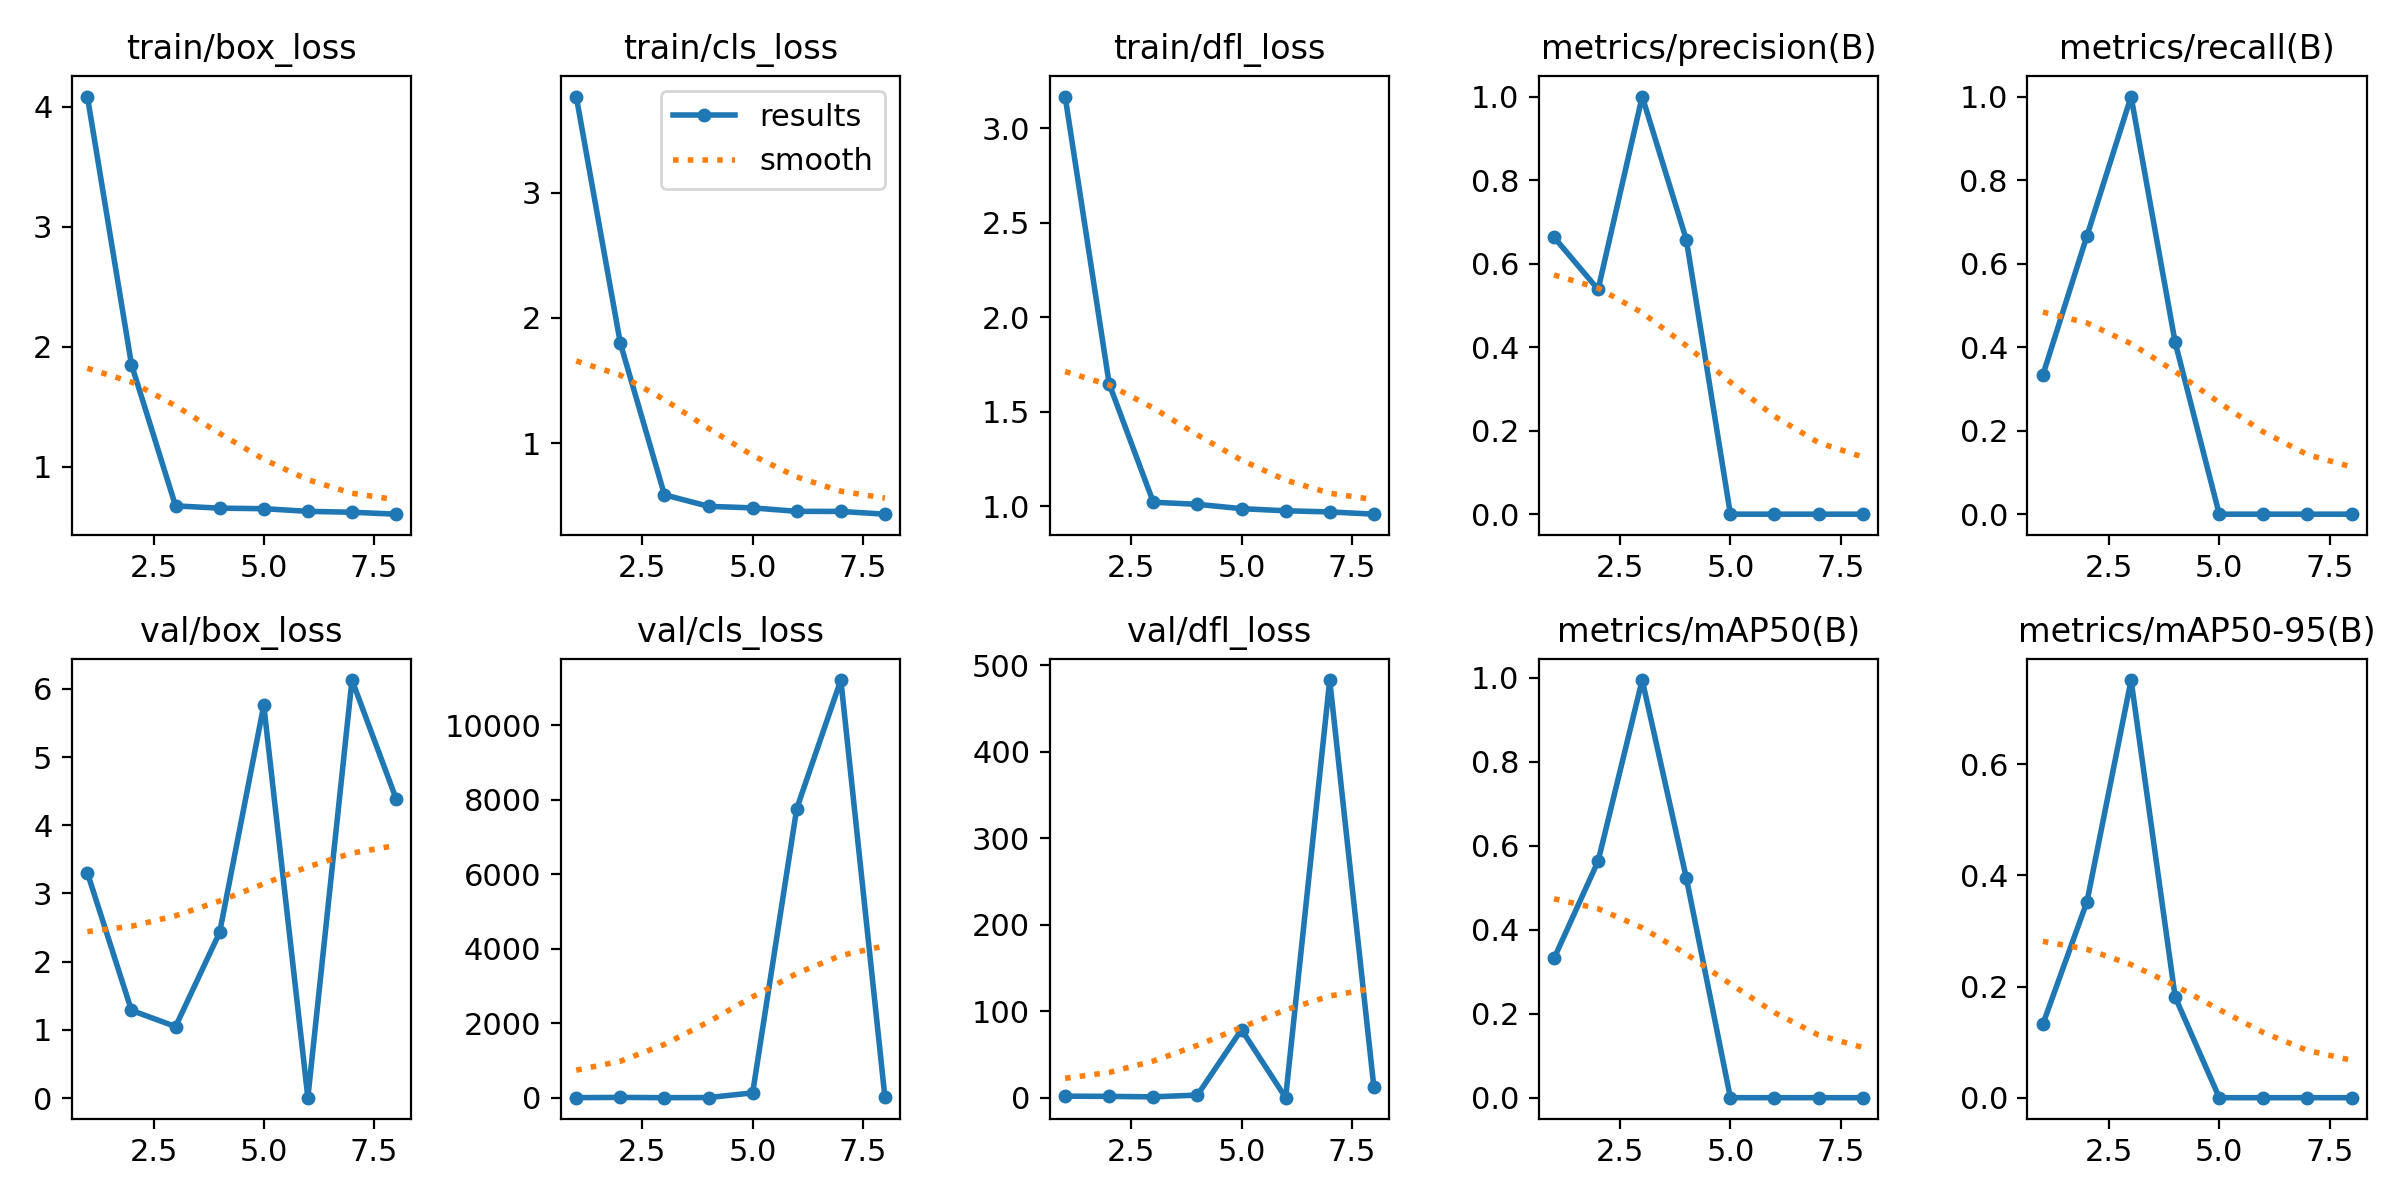 train/box_loss
train/cls_loss
train/dfl_loss
metrics/precision(B)
metrics/recall(B)
4
3
2
1
2.5 5.0 7.5
results
smooth
3
2
1
2.5 5.0 7.5
3.0
2.5
2.0
1.5
1.0
2.5 5.0 7.5
1.0
0.8
0.6
0.4
0.2
0.0
2.5 5.0 7.5
1.0
0.8
0.6
0.4
0.2
0.0
2.5 5.0 7.5
val/box_loss
val/cls_loss
val/dfl_loss
metrics/mAP50(B)
metrics/mAP50-95(B)
6
5
4
3
2
1
0
2.5 5.0 7.5
10000
8000
6000
4000
2000
0
2.5 5.0 7.5
500
400
300
200
100
0
2.5 5.0 7.5
1.0
0.8
0.6
0.4
0.2
0.0
2.5 5.0 7.5
0.6
0.4
0.2
0.0
2.5 5.0 7.5